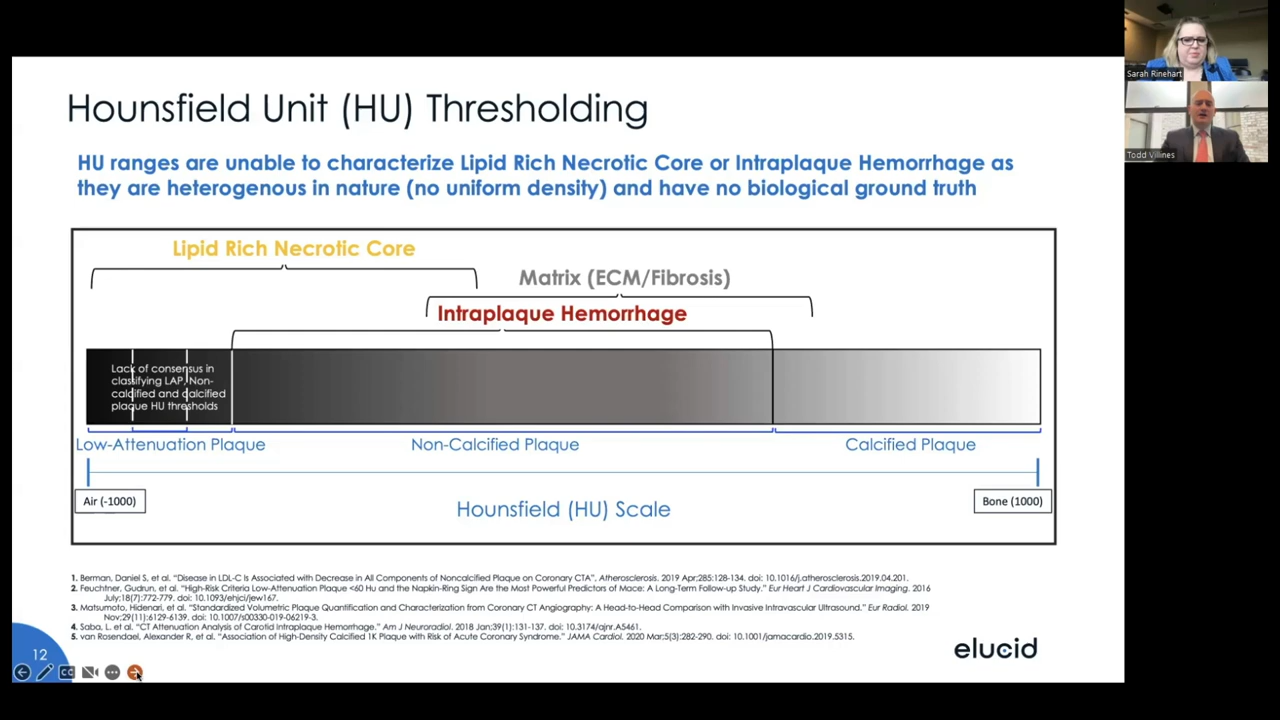 Hounsfield Unit (HU) Thresholding
HU ranges are unable to characterize Lipid Rich Necrotic Core or Intraplaque Hemorrhage as
they are heterogenous in nature (no uniform density) and have no biological ground truth
Lipid Rich Necrotic Core
Matrix (ECM/Fibrosis)
Intraplaque Hemorrhage
Lack of consensus in
classifying LAP, Non-
calcified and calcified
plaque HU thresholds
Low-Attenuation Plaque
Non-Calcified Plaque
Calcified Plaque
Air (-1000)
Hounsfield (HU) Scale
Bone (1000)
1. Berman, Daniel S, et al. “Disease in LDL-C Is Associated with Decrease in All Components of Noncalcified Plaque on Coronary CTA”, Atherosclerosis. 2019 Apr;285:128-134. doi: 10.1016/j.atherosclerosis.2019.04.201.
2. Feuchtner, Gudrun, et al. “High-Risk Criteria Low-Attenuation Plaque <60 Hu and the Napkin-Ring Sign Are the Most Powerful Predictors of Mace: A Long-Term Follow-up Study.” Eur Heart J Cardiovascular Imaging. 2016
July;18(7):772-779. doi: 10.1093/ehjci/jew167.
3. Matsumoto, Hidenari, et al. “Standardized Volumetric Plaque Quantification and Characterization from Coronary CT Angiography: A Head-to-Head Comparison with Invasive Intravascular Ultrasound.” Eur Radiol. 2019
Nov;29(11):6129-6139. doi: 10.1007/s00330-019-06219-3.
4. Saba, L. et al. “CT Attenuation Analysis of Carotid Intraplaque Hemorrhage.” Am J Neuroradiol. 2018 Jan;39(1):131-137. doi: 10.3174/ajnr.A5461.
5. van Rosendael, Alexander R, et al. “Association of High-Density Calcified 1K Plaque with Risk of Acute Coronary Syndrome.” JAMA Cardiol. 2020 Mar;5(3):282-290. doi: 10.1001/jamacardio.2019.5315.
12
CC
elucid
Sarah Rinehart
Todd Villines